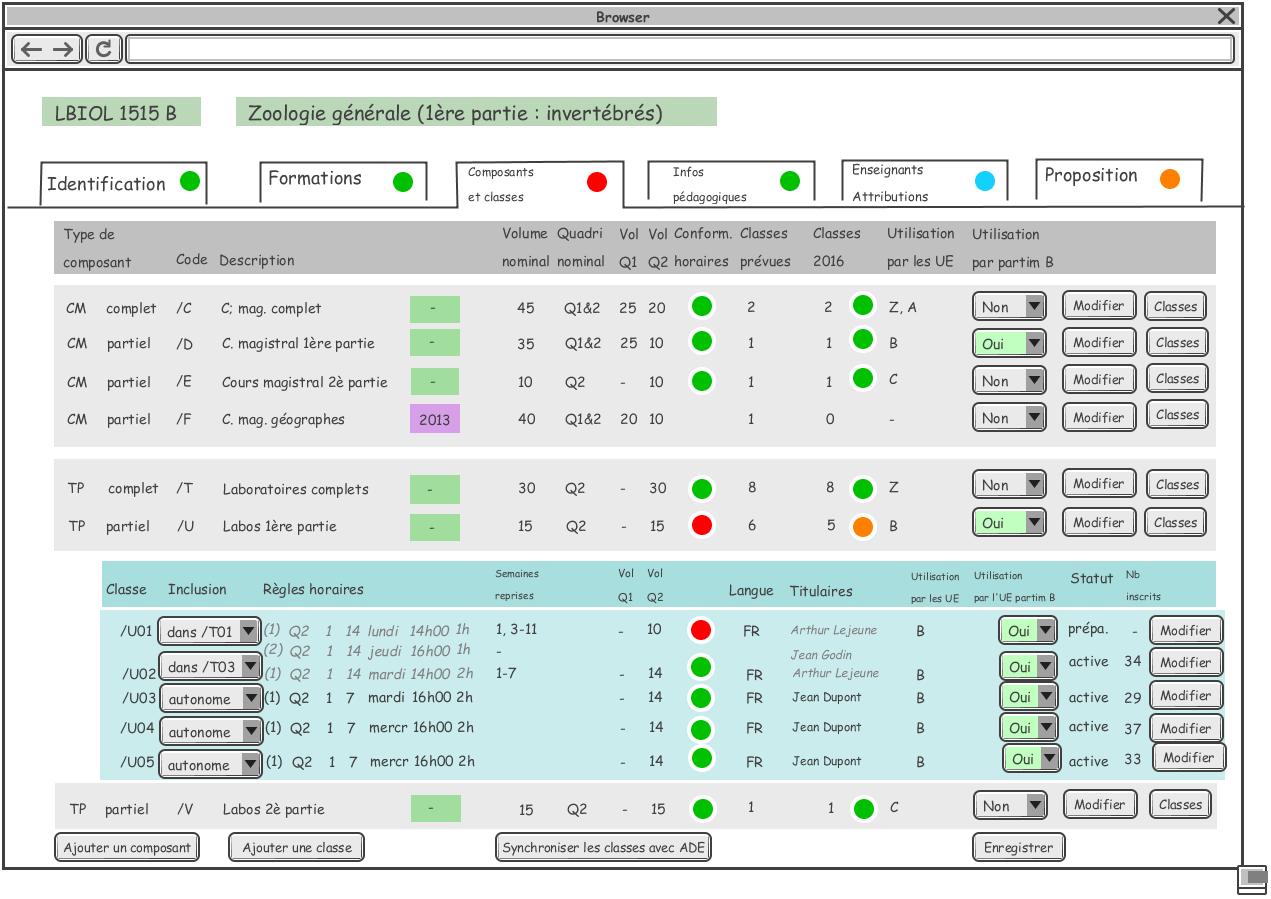 Browser
LBIOL 1515 B Zoologie générale (1ère partie : invertébrés)
Identification Formations Composants et classes Infos pédagogiques Enseignants Attributions Proposition
Type de composant Code Description Volume nominal Quadri nominal Vol Q1 Vol Q2 Conform. horaires Classes prévues Classes 2016 Utilisation par les UE Utilisation par partim B
CM complet /C C; mag. complet - 45 Q1&2 25 20 2 2 Z, A Non Modifier Classes
CM partiel /D C. magistral 1ère partie - 35 Q1&2 25 10 1 1 B Oui Modifier Classes
CM partiel /E Cours magistral 2è partie - 10 Q2 - 10 1 1 C Non Modifier Classes
CM partiel /F C. mag. géographes 2013 40 Q1&2 20 10 1 0 - Non Modifier Classes
TP complet /T Laboratoires complets - 30 Q2 - 30 8 8 Z Non Modifier Classes
TP partiel /U Labos 1ère partie - 15 Q2 - 15 6 5 B Oui Modifier Classes
Classe Inclusion Règles horaires Semaines reprises Vol Q1 Vol Q2 Langue Titulaires Utilisation par les UE Utilisation par l'UE partim B Statut Nb inscrits
/U01 dans /T01 (1) Q2 1 14 lundi 14h00 1h 1, 3-11 - 10 FR Arthur Lejeune B Oui prépa. - Modifier
(2) Q2 1 14 jeudi 16h00 1h - Jean Godin
/U02 dans /T03 (1) Q2 1 14 mardi 14h00 2h 1-7 - 14 FR Arthur Lejeune B Oui active 34 Modifier
/U03 autonome (1) Q2 1 7 mardi 16h00 2h - 14 FR Jean Dupont B Oui active 29 Modifier
/U04 autonome (1) Q2 1 7 mercr 16h00 2h - 14 FR Jean Dupont B Oui active 37 Modifier
/U05 autonome (1) Q2 1 7 mercr 16h00 2h - 14 FR Jean Dupont B Oui active 33 Modifier
TP partiel /V Labos 2è partie - 15 Q2 - 15 1 1 C Non Modifier Classes
Ajouter un composant Ajouter une classe Synchroniser les classes avec ADE Enregistrer